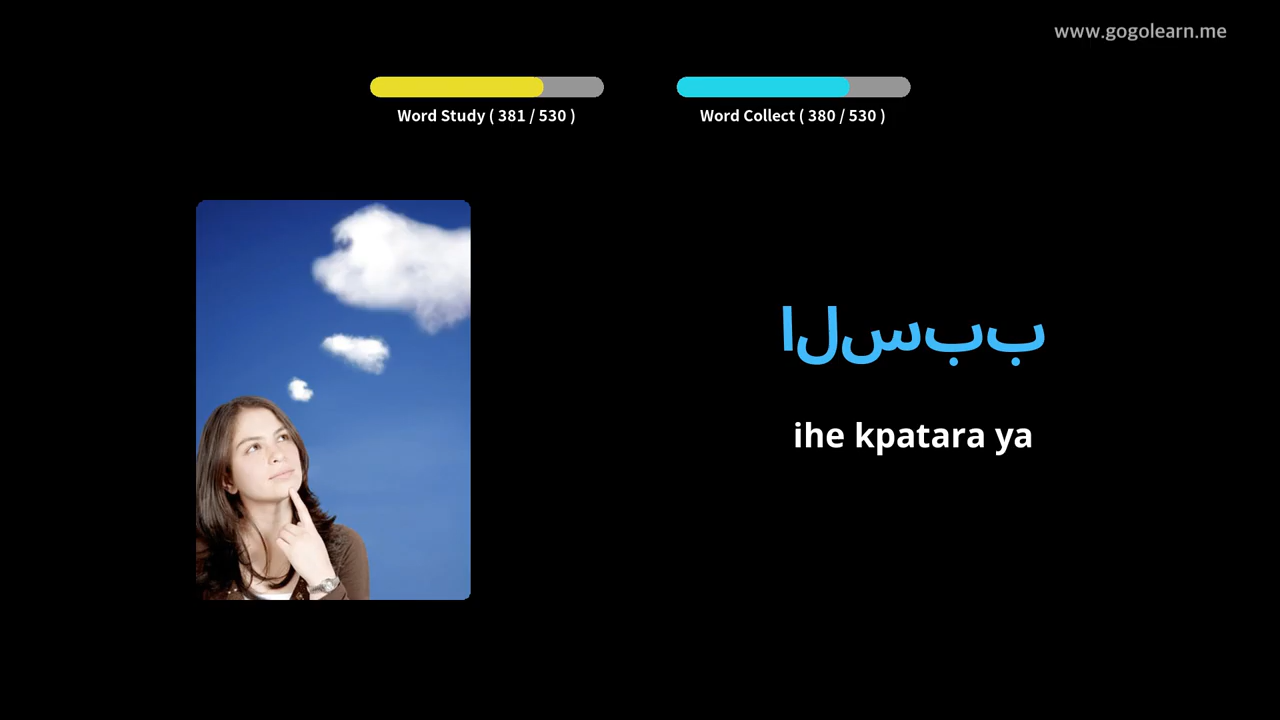 www.gogolearn.me
Word Study ( 381 / 530 )
Word Collect ( 380 / 530 )
السبب
ihe kpatara ya